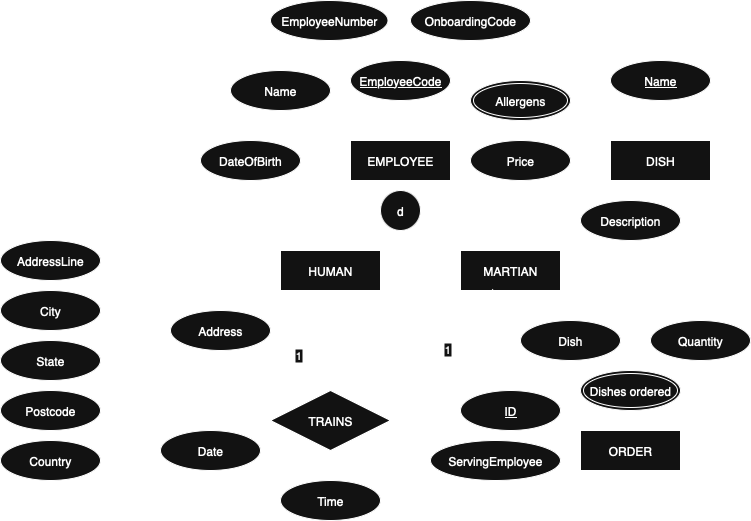 EmployeeNumber
OnboardingCode
Name
EmployeeCode
Allergens
Name
DateOfBirth
EMPLOYEE
Price
DISH
d
Description
AddressLine
HUMAN
MARTIAN
City
Address
Dish
Quantity
State
1
1
Dishes ordered
Postcode
TRAINS
ID
Date
ORDER
Country
ServingEmployee
Time